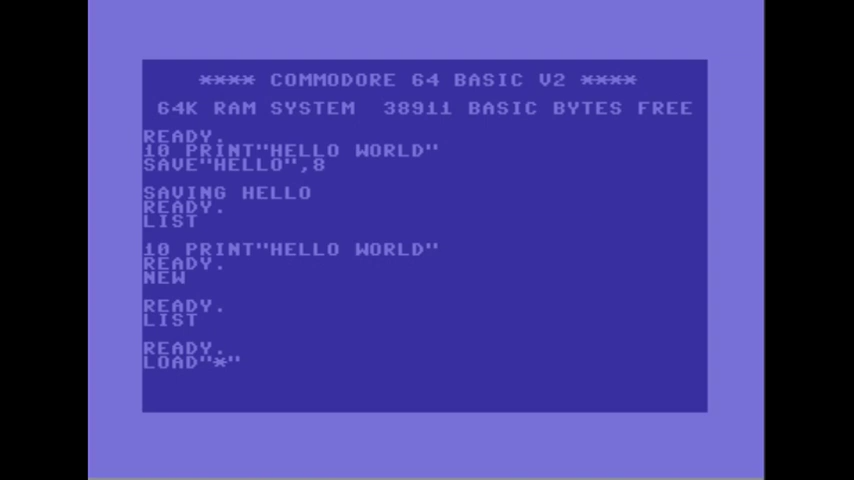 **** COMMODORE 64 BASIC V2 ****
64K RAM SYSTEM  38911 BASIC BYTES FREE
READY.
10 PRINT"HELLO WORLD"
SAVE"HELLO",8
SAVING HELLO
READY.
LIST
10 PRINT"HELLO WORLD"
READY.
NEW
READY.
LIST
READY.
LOAD"*"